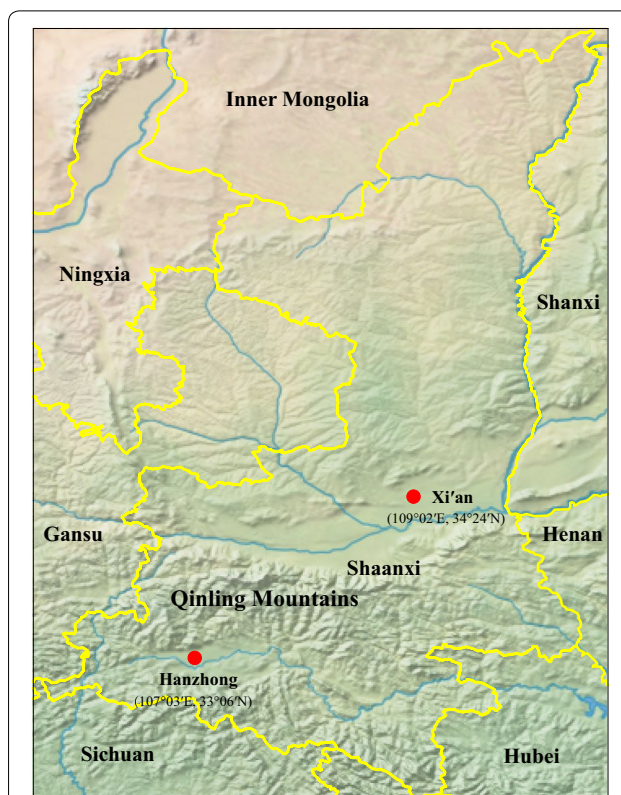 Inner Mongolia
Ningxia
Shanxi
Xi′an
(109°02′E, 34°24′N)
Gansu
Henan
Shaanxi
Qinling Mountains
Hanzhong
(107°03′E, 33°06′N)
Sichuan
Hubei